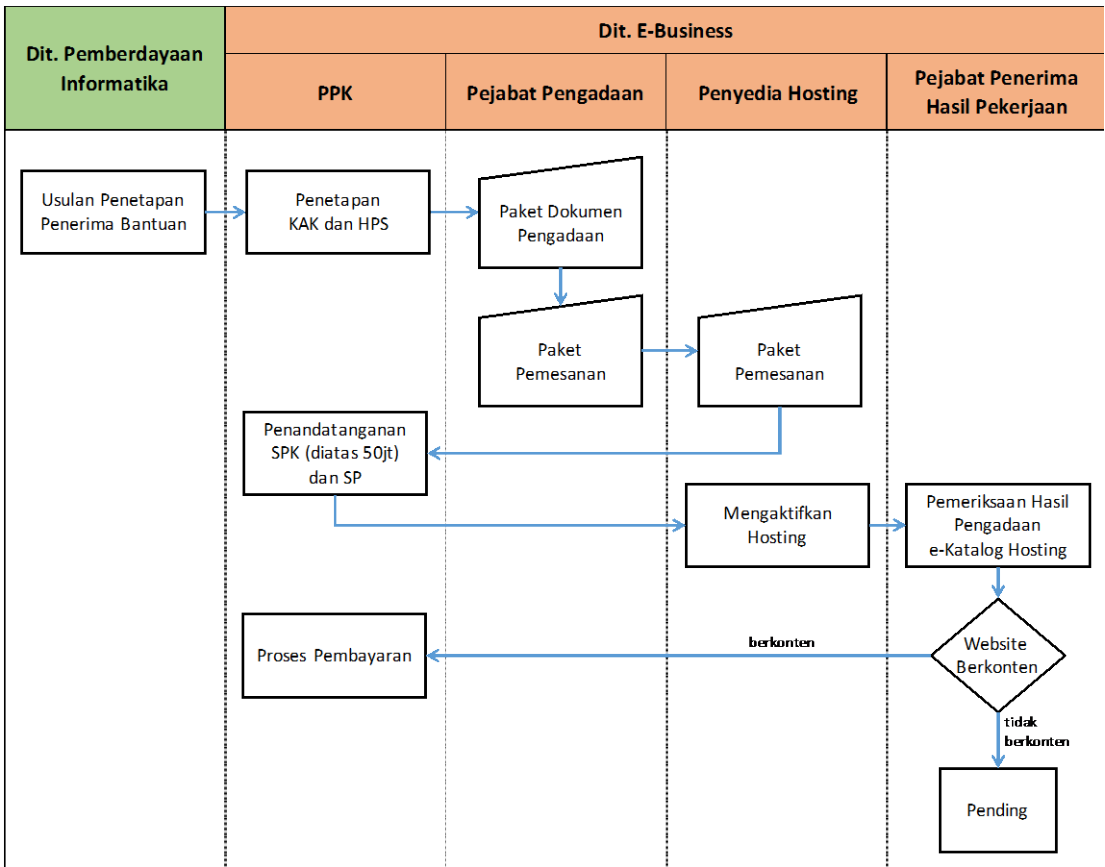 Dit. Pemberdayaan
Informatika
Dit. E-Business
PPK
Pejabat Pengadaan
Penyedia Hosting
Pejabat Penerima
Hasil Pekerjaan
Usulan Penetapan
Penerima Bantuan
Penetapan
KAK dan HPS
Paket Dokumen
Pengadaan
Paket
Pemesanan
Paket
Pemesanan
Penandatanganan
SPK (diatas 50jt)
dan SP
Mengaktifkan
Hosting
Pemeriksaan Hasil
Pengadaan
e-Katalog Hosting
Proses Pembayaran
berkonten
Website
Berkonten
tidak
berkonten
Pending